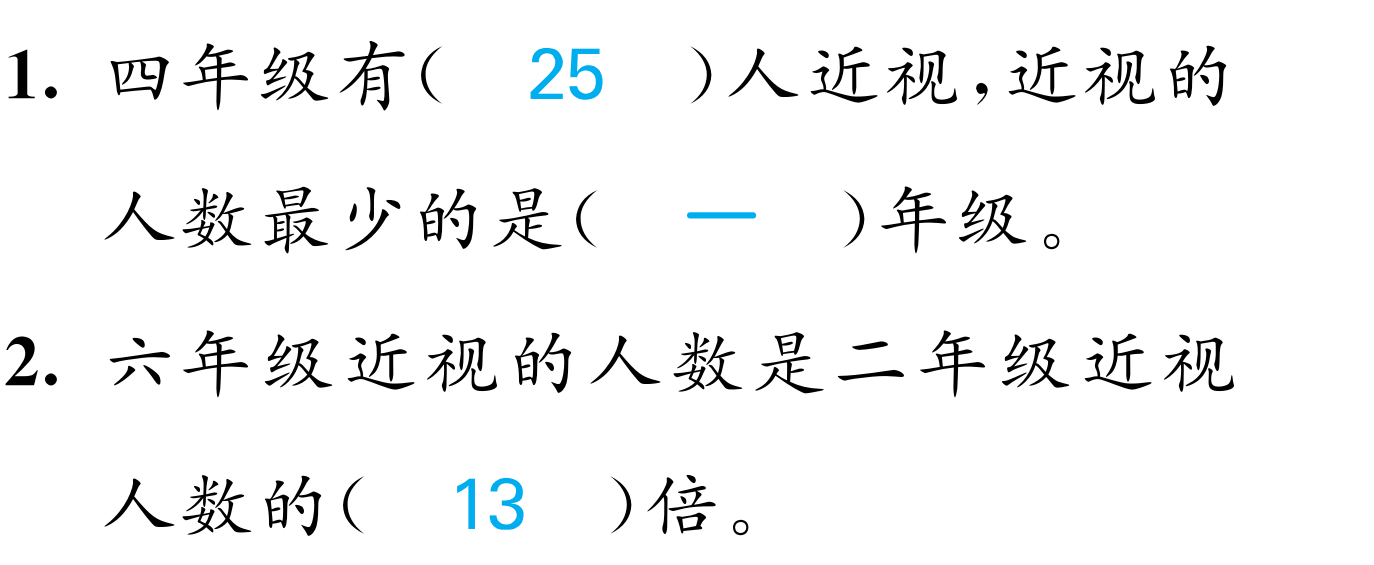 1. 四年级有( 25 )人近视,近视的
人数最少的是( 一 )年级。
2. 六年级近视的人数是二年级近视
人数的( 13 )倍。